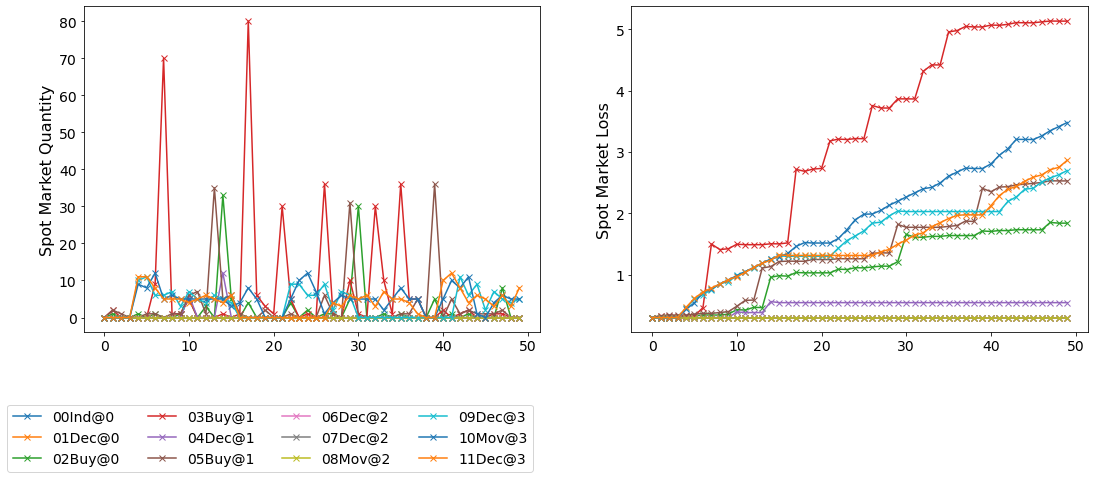 Spot Market Quantity
80
70
60
50
40
30
20
10
0
0 10 20 30 40 50
Spot Market Loss
5
4
3
2
1
0 10 20 30 40 50
00Ind@0 03Buy@1 06Dec@2 09Dec@3
01Dec@0 04Dec@1 07Dec@2 10Mov@3
02Buy@0 05Buy@1 08Mov@2 11Dec@3